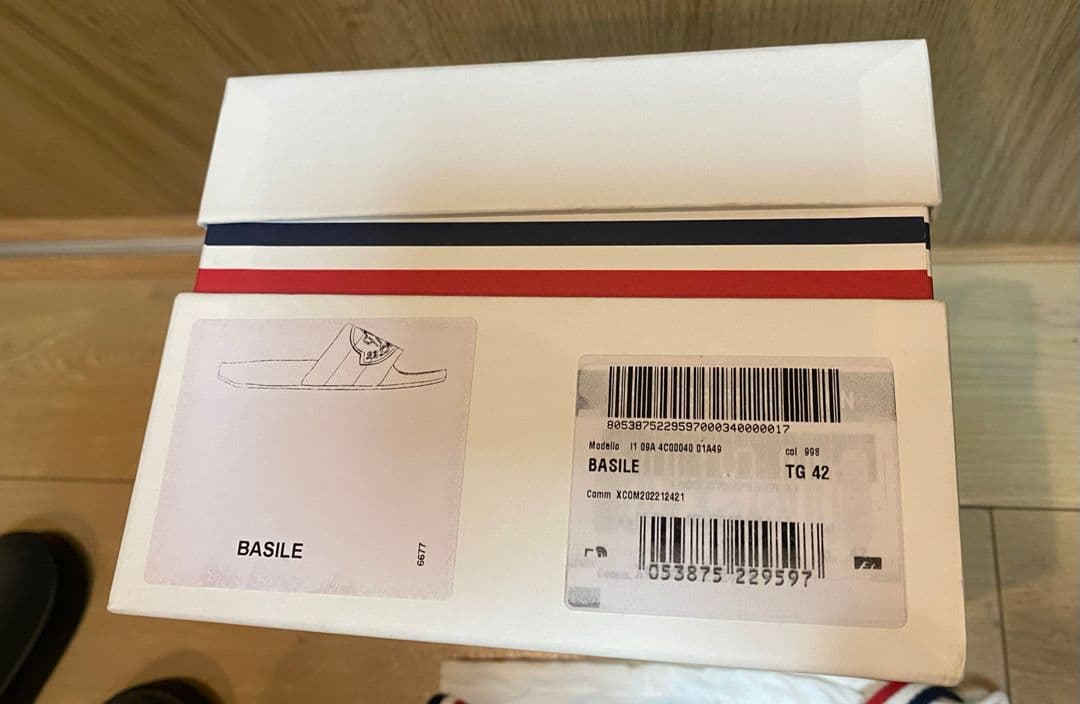 BASILE
6677
8053875229597000340000017
Modello I1 09A 4C00040 01A49
col 998
BASILE
TG 42
Comm XCOM202212421
053875 229597